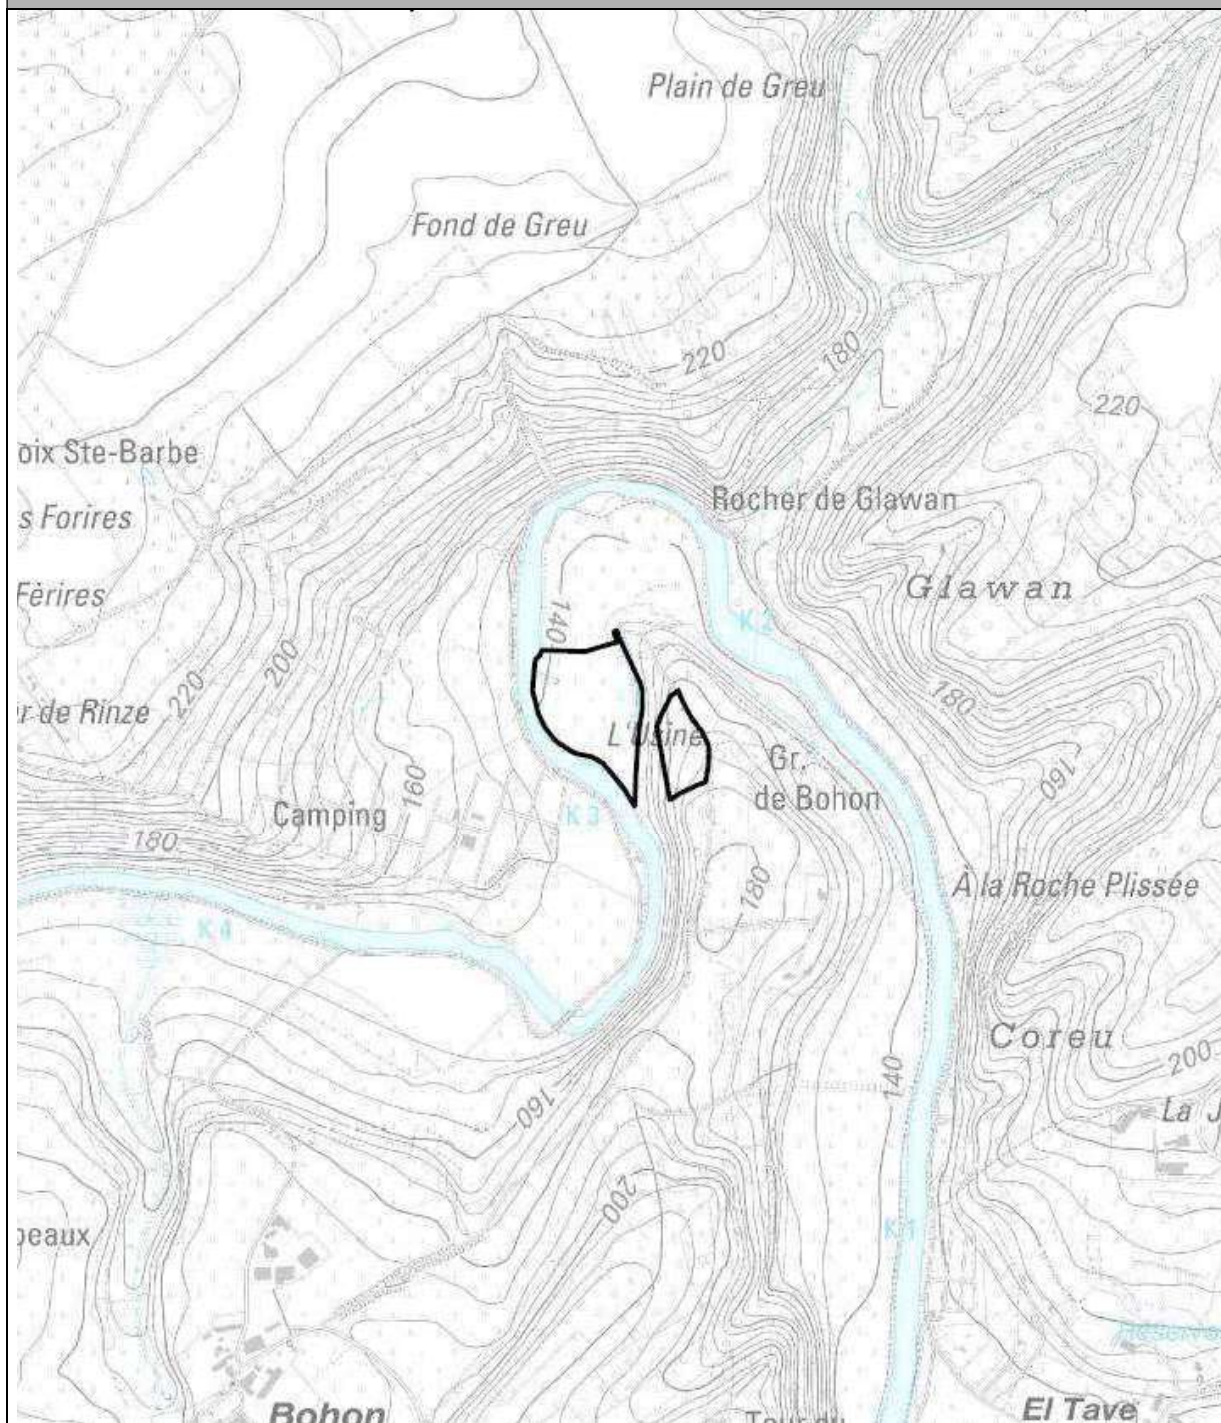 Plain de Greu
Fond de Greu
220
180
220
oix Ste-Barbe
Rocher de Glawan
s Forires
Fèrires
Glawan
140
K 2
200
220
r de Rinze
180
L'Usine
Gr.
de Bohon
160
160
Camping
K 3
180
180
À la Roche Plissée
K 4
Coreu
200
140
160
La J
200
beaux
K 1
Réservo
El Tave
Bohon